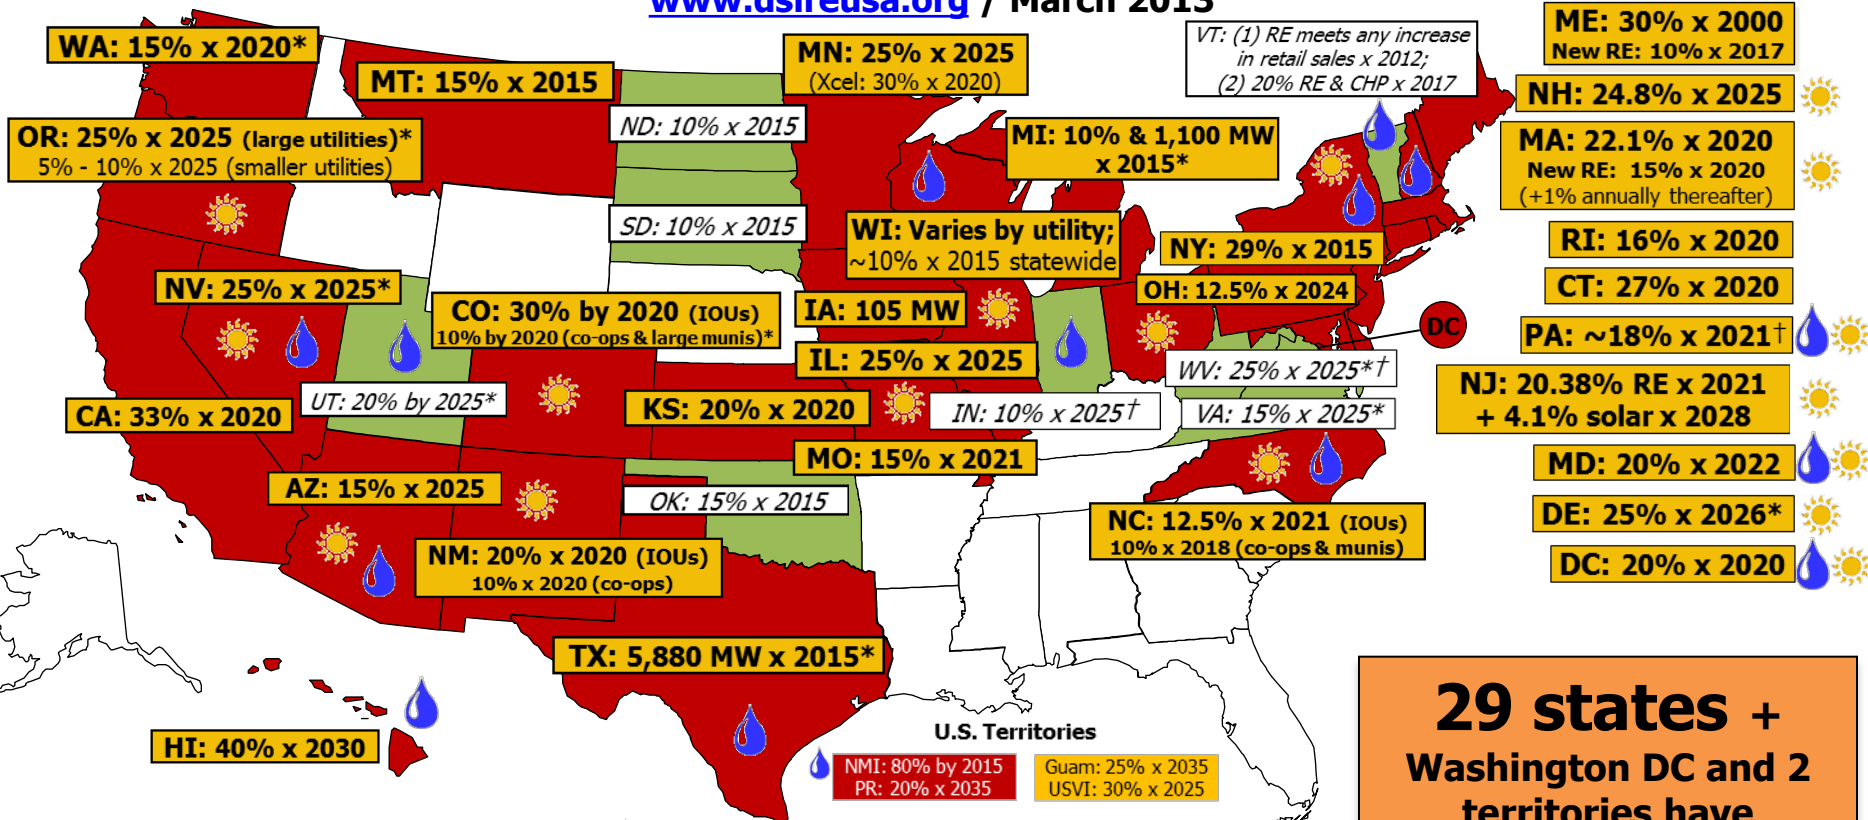 www.dsireusa.org / March 2013
WA: 15% x 2020*
MT: 15% x 2015
MN: 25% x 2025
(Xcel: 30% x 2020)
VT: (1) RE meets any increase
in retail sales x 2012;
(2) 20% RE & CHP x 2017
ME: 30% x 2000
New RE: 10% x 2017
NH: 24.8% x 2025
OR: 25% x 2025 (large utilities)*
5% - 10% x 2025 (smaller utilities)
ND: 10% x 2015
MI: 10% & 1,100 MW
x 2015*
MA: 22.1% x 2020
New RE: 15% x 2020
(+1% annually thereafter)
SD: 10% x 2015
WI: Varies by utility;
~10% x 2015 statewide
NY: 29% x 2015
RI: 16% x 2020
NV: 25% x 2025*
CO: 30% by 2020 (IOUs)
10% by 2020 (co-ops & large munis)*
IA: 105 MW
OH: 12.5% x 2024
CT: 27% x 2020
DC
PA: ~18% x 2021†
IL: 25% x 2025
WV: 25% x 2025*†
UT: 20% by 2025*
CA: 33% x 2020
KS: 20% x 2020
IN: 10% x 2025†
VA: 15% x 2025*
NJ: 20.38% RE x 2021
+ 4.1% solar x 2028
MO: 15% x 2021
MD: 20% x 2022
AZ: 15% x 2025
OK: 15% x 2015
NC: 12.5% x 2021 (IOUs)
10% x 2018 (co-ops & munis)
DE: 25% x 2026*
NM: 20% x 2020 (IOUs)
10% x 2020 (co-ops)
DC: 20% x 2020
TX: 5,880 MW x 2015*
HI: 40% x 2030
U.S. Territories
NMI: 80% by 2015
PR: 20% x 2035
Guam: 25% x 2035
USVI: 30% x 2025
29 states +
Washington DC and 2
territories have